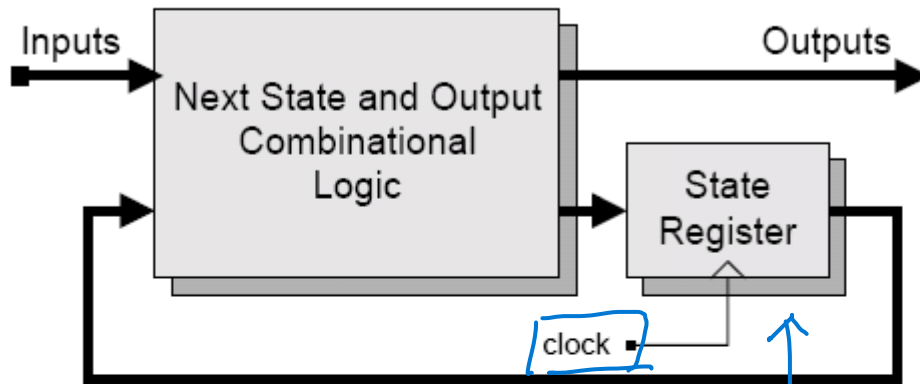 Inputs
Outputs
Next State and Output
Combinational
Logic
State
Register
clock